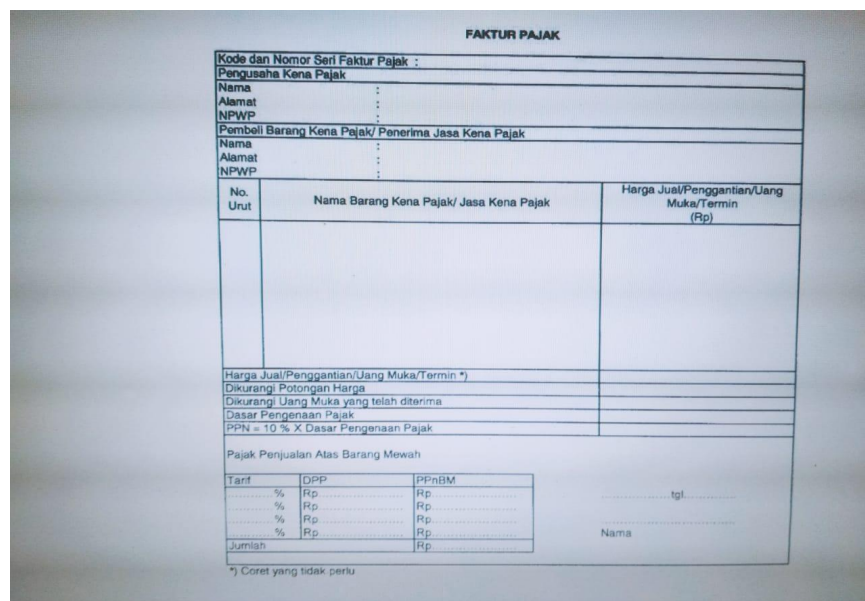 FAKTUR PAJAK
Kode dan Nomor Seri Faktur Pajak :
Pengusaha Kena Pajak
Nama :
Alamat :
NPWP :
Pembeli Barang Kena Pajak/ Penerima Jasa Kena Pajak
Nama :
Alamat :
NPWP :
No. Urut
Nama Barang Kena Pajak/ Jasa Kena Pajak
Harga Jual/Penggantian/Uang
Muka/Termin
(Rp)
Harga Jual/Penggantian/Uang Muka/Termin *)
Dikurangi Potongan Harga
Dikurangi Uang Muka yang telah diterima
Dasar Pengenaan Pajak
PPN = 10 % X Dasar Pengenaan Pajak
Pajak Penjualan Atas Barang Mewah
Tarif DPP PPnBM
..........% Rp.................. Rp..................
..........% Rp.................. Rp..................
..........% Rp.................. Rp..................
..........% Rp.................. Rp..................
Jumlah Rp..................
..................tgl..........
....................
Nama
*) Coret yang tidak perlu